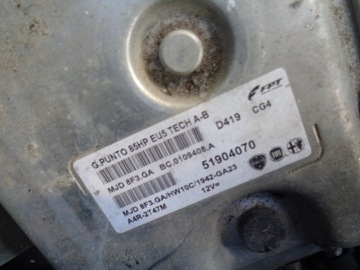 FPT
G.PUNTO 85HP EU5 TECH A-B D419 CG4
MJD 8F3.GA BC.0109408.A 51904070
MJD 8F3.GA/HW10C/1942-GA23
A4R-2T47M 12V=